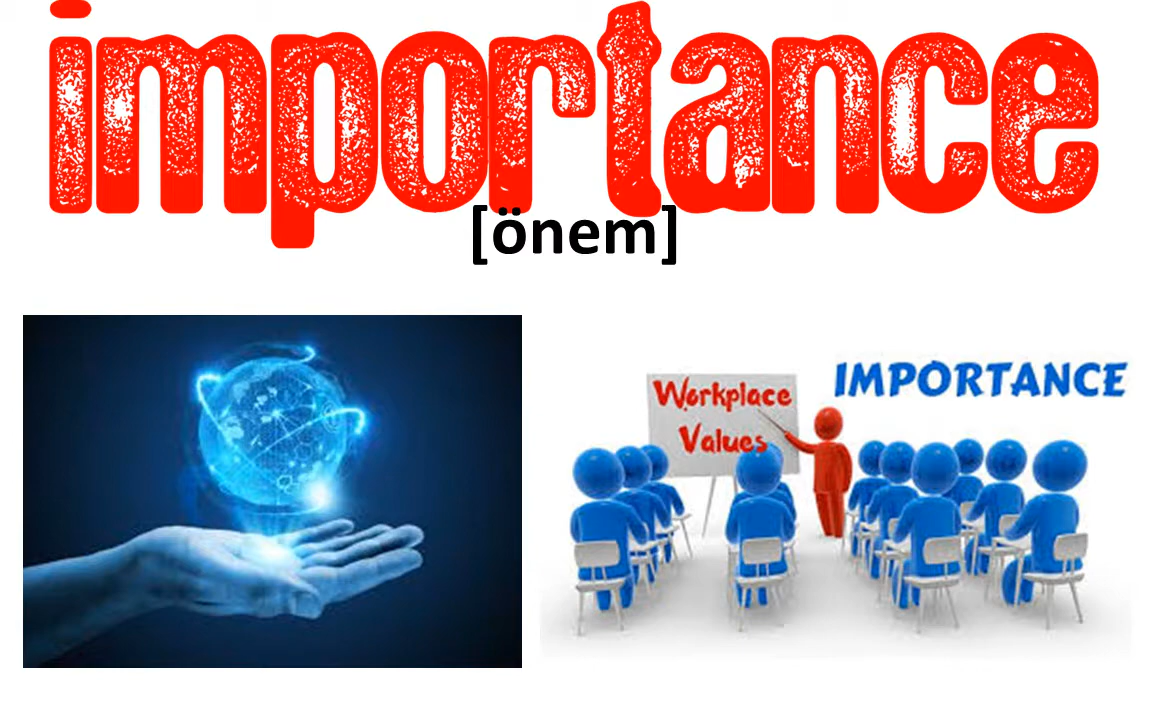 importance
[önem]
IMPORTANCE
Workplace
Values